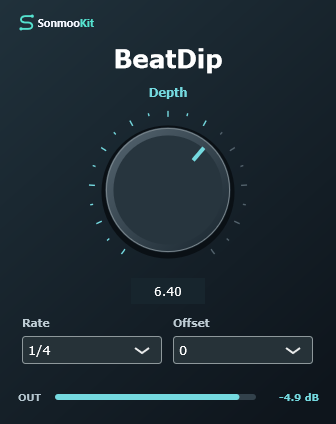 SonmooKit
BeatDip
Depth
6.40
Rate
Offset
1/4
0
OUT
-4.9 dB